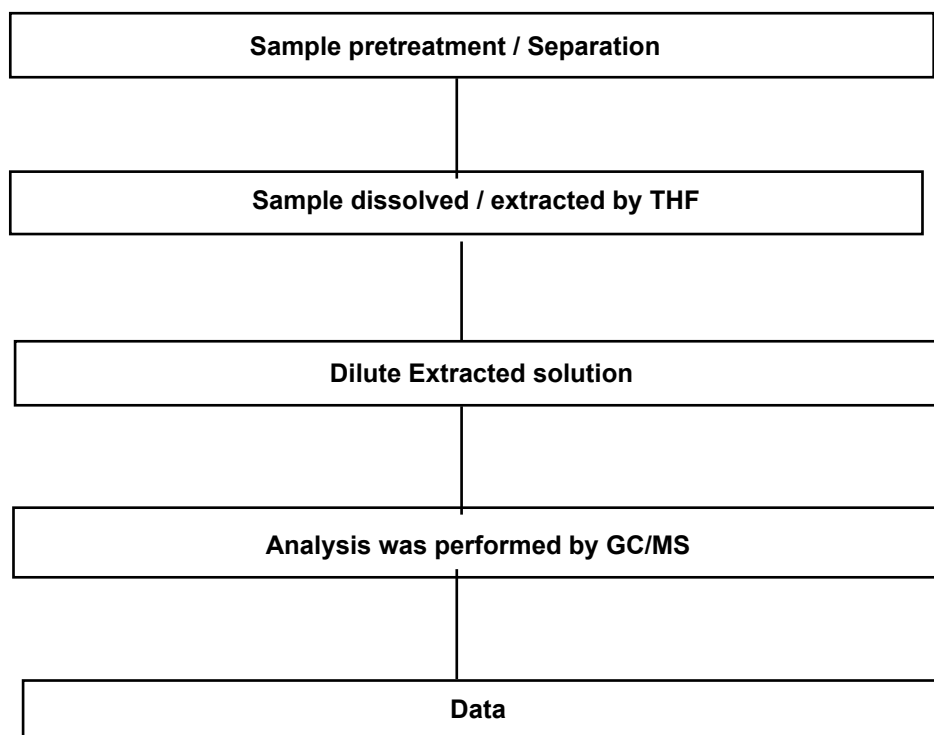 Sample pretreatment / Separation
Sample dissolved / extracted by THF
Dilute Extracted solution
Analysis was performed by GC/MS
Data